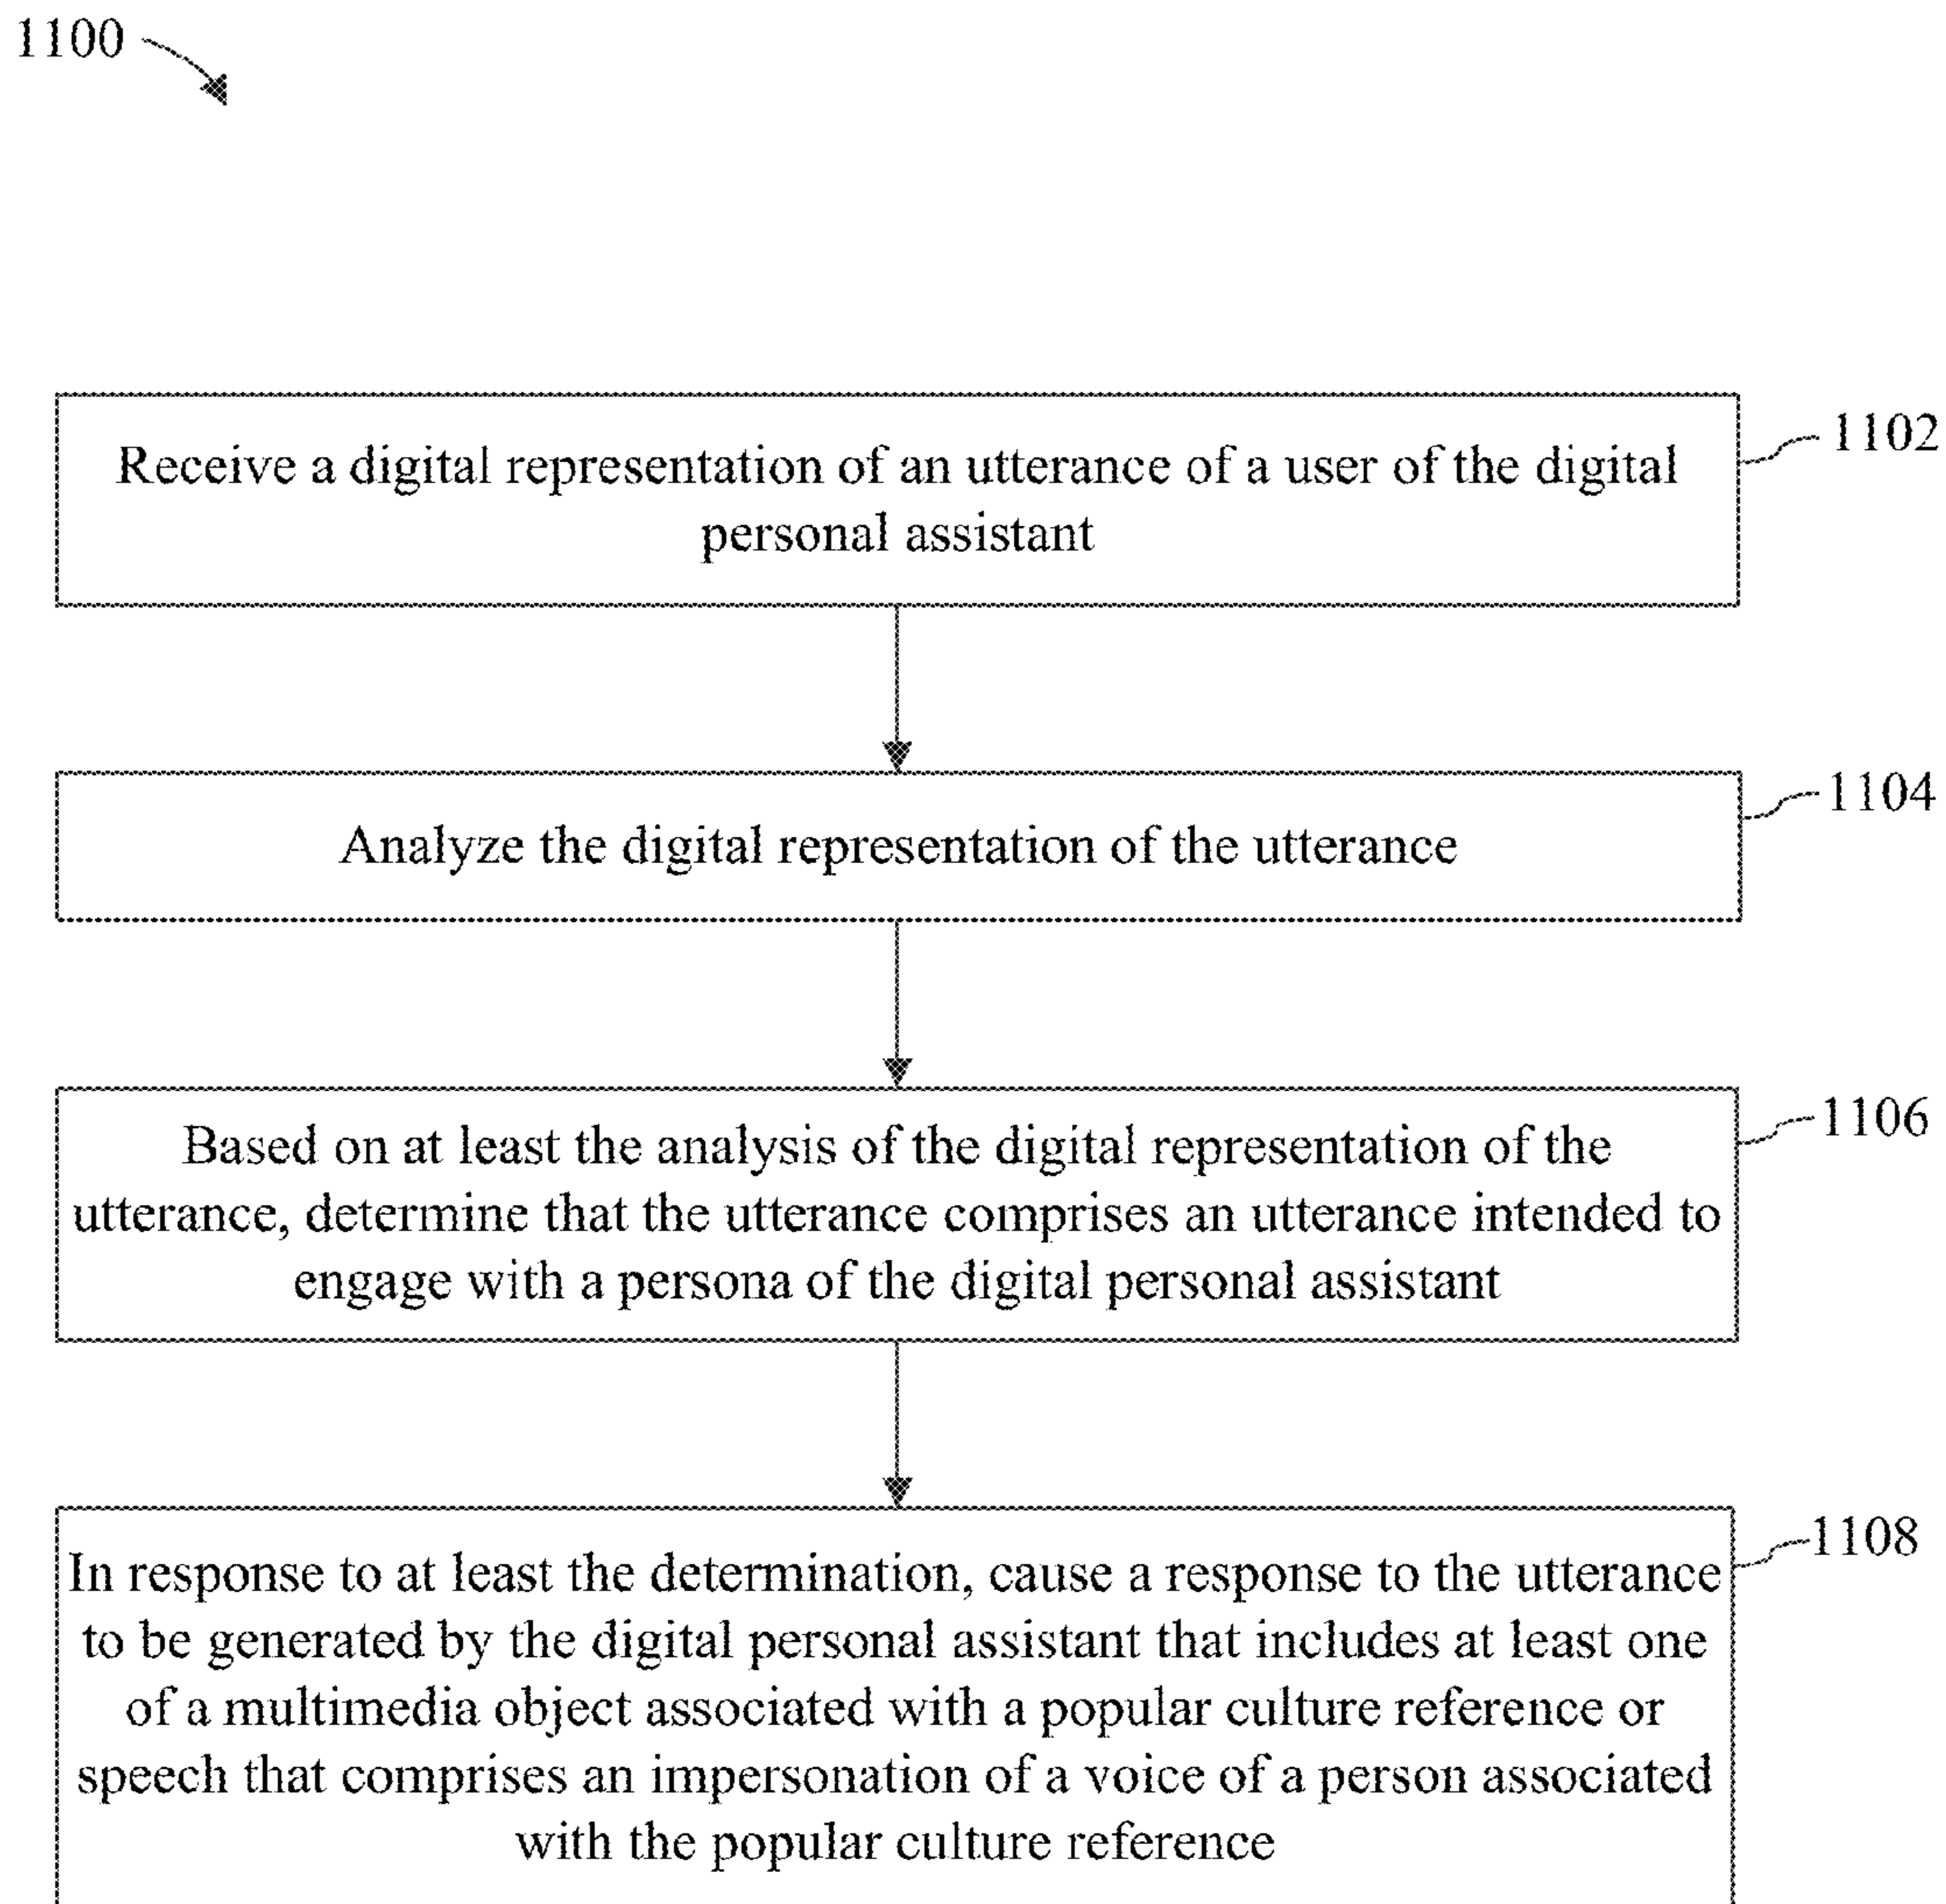 1100
Receive a digital representation of an utterance of a user of the digital
personal assistant
1102
Analyze the digital representation of the utterance
1104
Based on at least the analysis of the digital representation of the
utterance, determine that the utterance comprises an utterance intended to
engage with a persona of the digital personal assistant
1106
In response to at least the determination, cause a response to the utterance
to be generated by the digital personal assistant that includes at least one
of a multimedia object associated with a popular culture reference or
speech that comprises an impersonation of a voice of a person associated
with the popular culture reference
1108